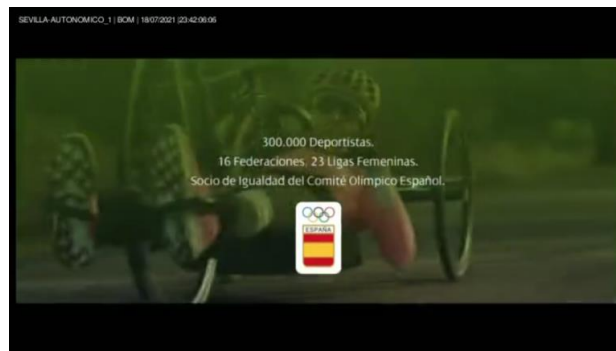 SEVILLA-AUTONOMICO_1 | BOM | 18/07/2021 |23:42:06:06
300.000 Deportistas.
16 Federaciones. 23 Ligas Femeninas.
Socio de Igualdad del Comité Olímpico Español.
ESPAÑA